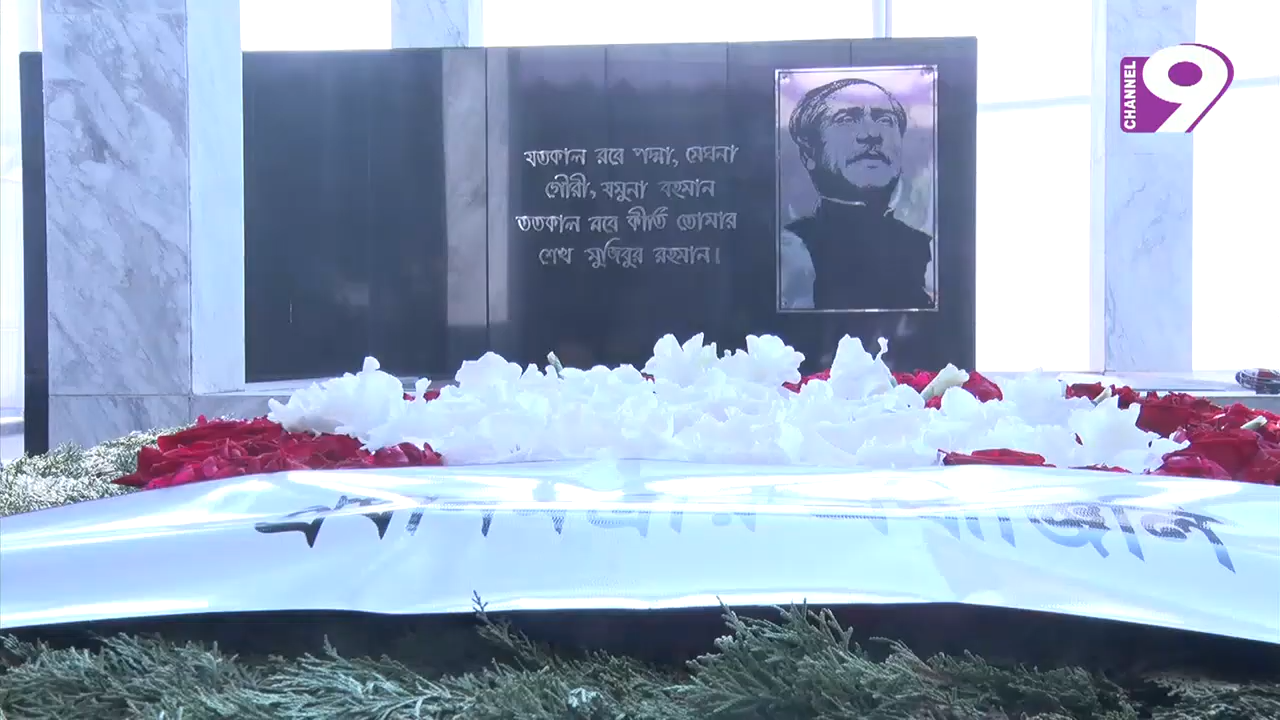 যতকাল রবে পদ্মা, মেঘনা
গৌরী, যমুনা বহমান
ততকাল রবে কীর্তি তোমার
শেখ মুজিবুর রহমান।
CHANNEL 9